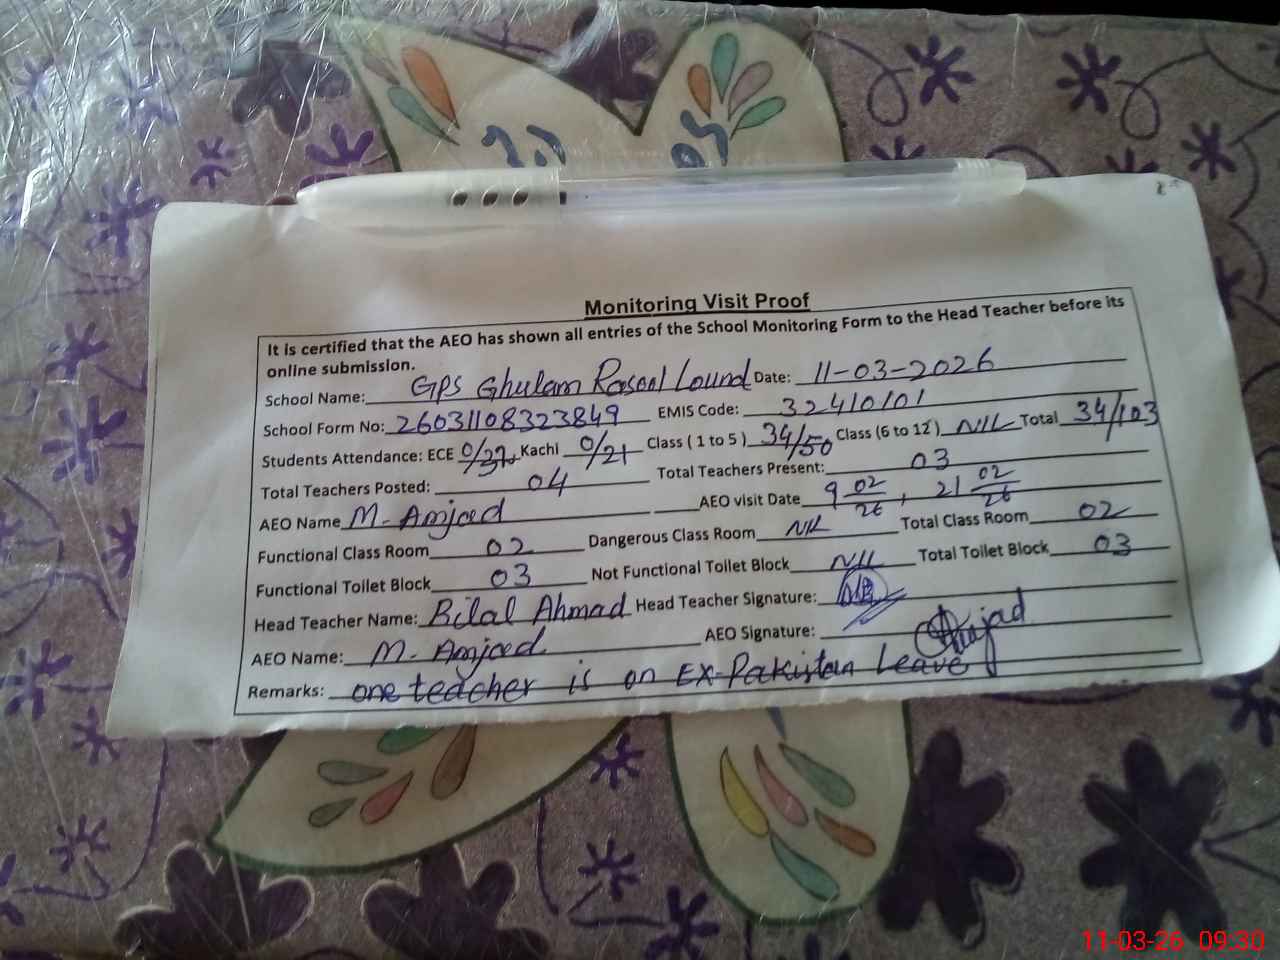 Monitoring Visit Proof
It is certified that the AEO has shown all entries of the School Monitoring Form to the Head Teacher before its
online submission.
School Name: GPS Ghulam Rasool Lound Date: 11-03-2026
School Form No: 26031108323849 EMIS Code: 32410101
Students Attendance: ECE 0/32 Kachi 0/21 Class ( 1 to 5 ) 34/50 Class (6 to 12 ) NIL Total 34/103
Total Teachers Posted: 04 Total Teachers Present: 03
AEO Name M. Amjad AEO visit Date 9 02/26 , 21 02/26
Functional Class Room 02 Dangerous Class Room NIL Total Class Room 02
Functional Toilet Block 03 Not Functional Toilet Block NIL Total Toilet Block 03
Head Teacher Name: Bilal Ahmad Head Teacher Signature:
AEO Name: M. Amjad. AEO Signature: Amjad
Remarks: one teacher is on EX-Pakistan Leave
11-03-26 09:30